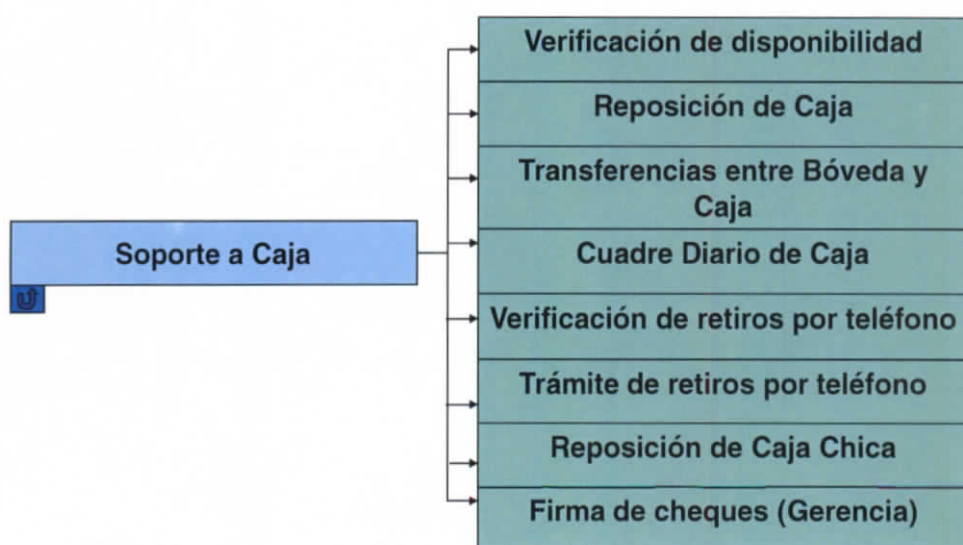 Soporte a Caja
Verificación de disponibilidad
Reposición de Caja
Transferencias entre Bóveda y
Caja
Cuadre Diario de Caja
Verificación de retiros por teléfono
Trámite de retiros por teléfono
Reposición de Caja Chica
Firma de cheques (Gerencia)